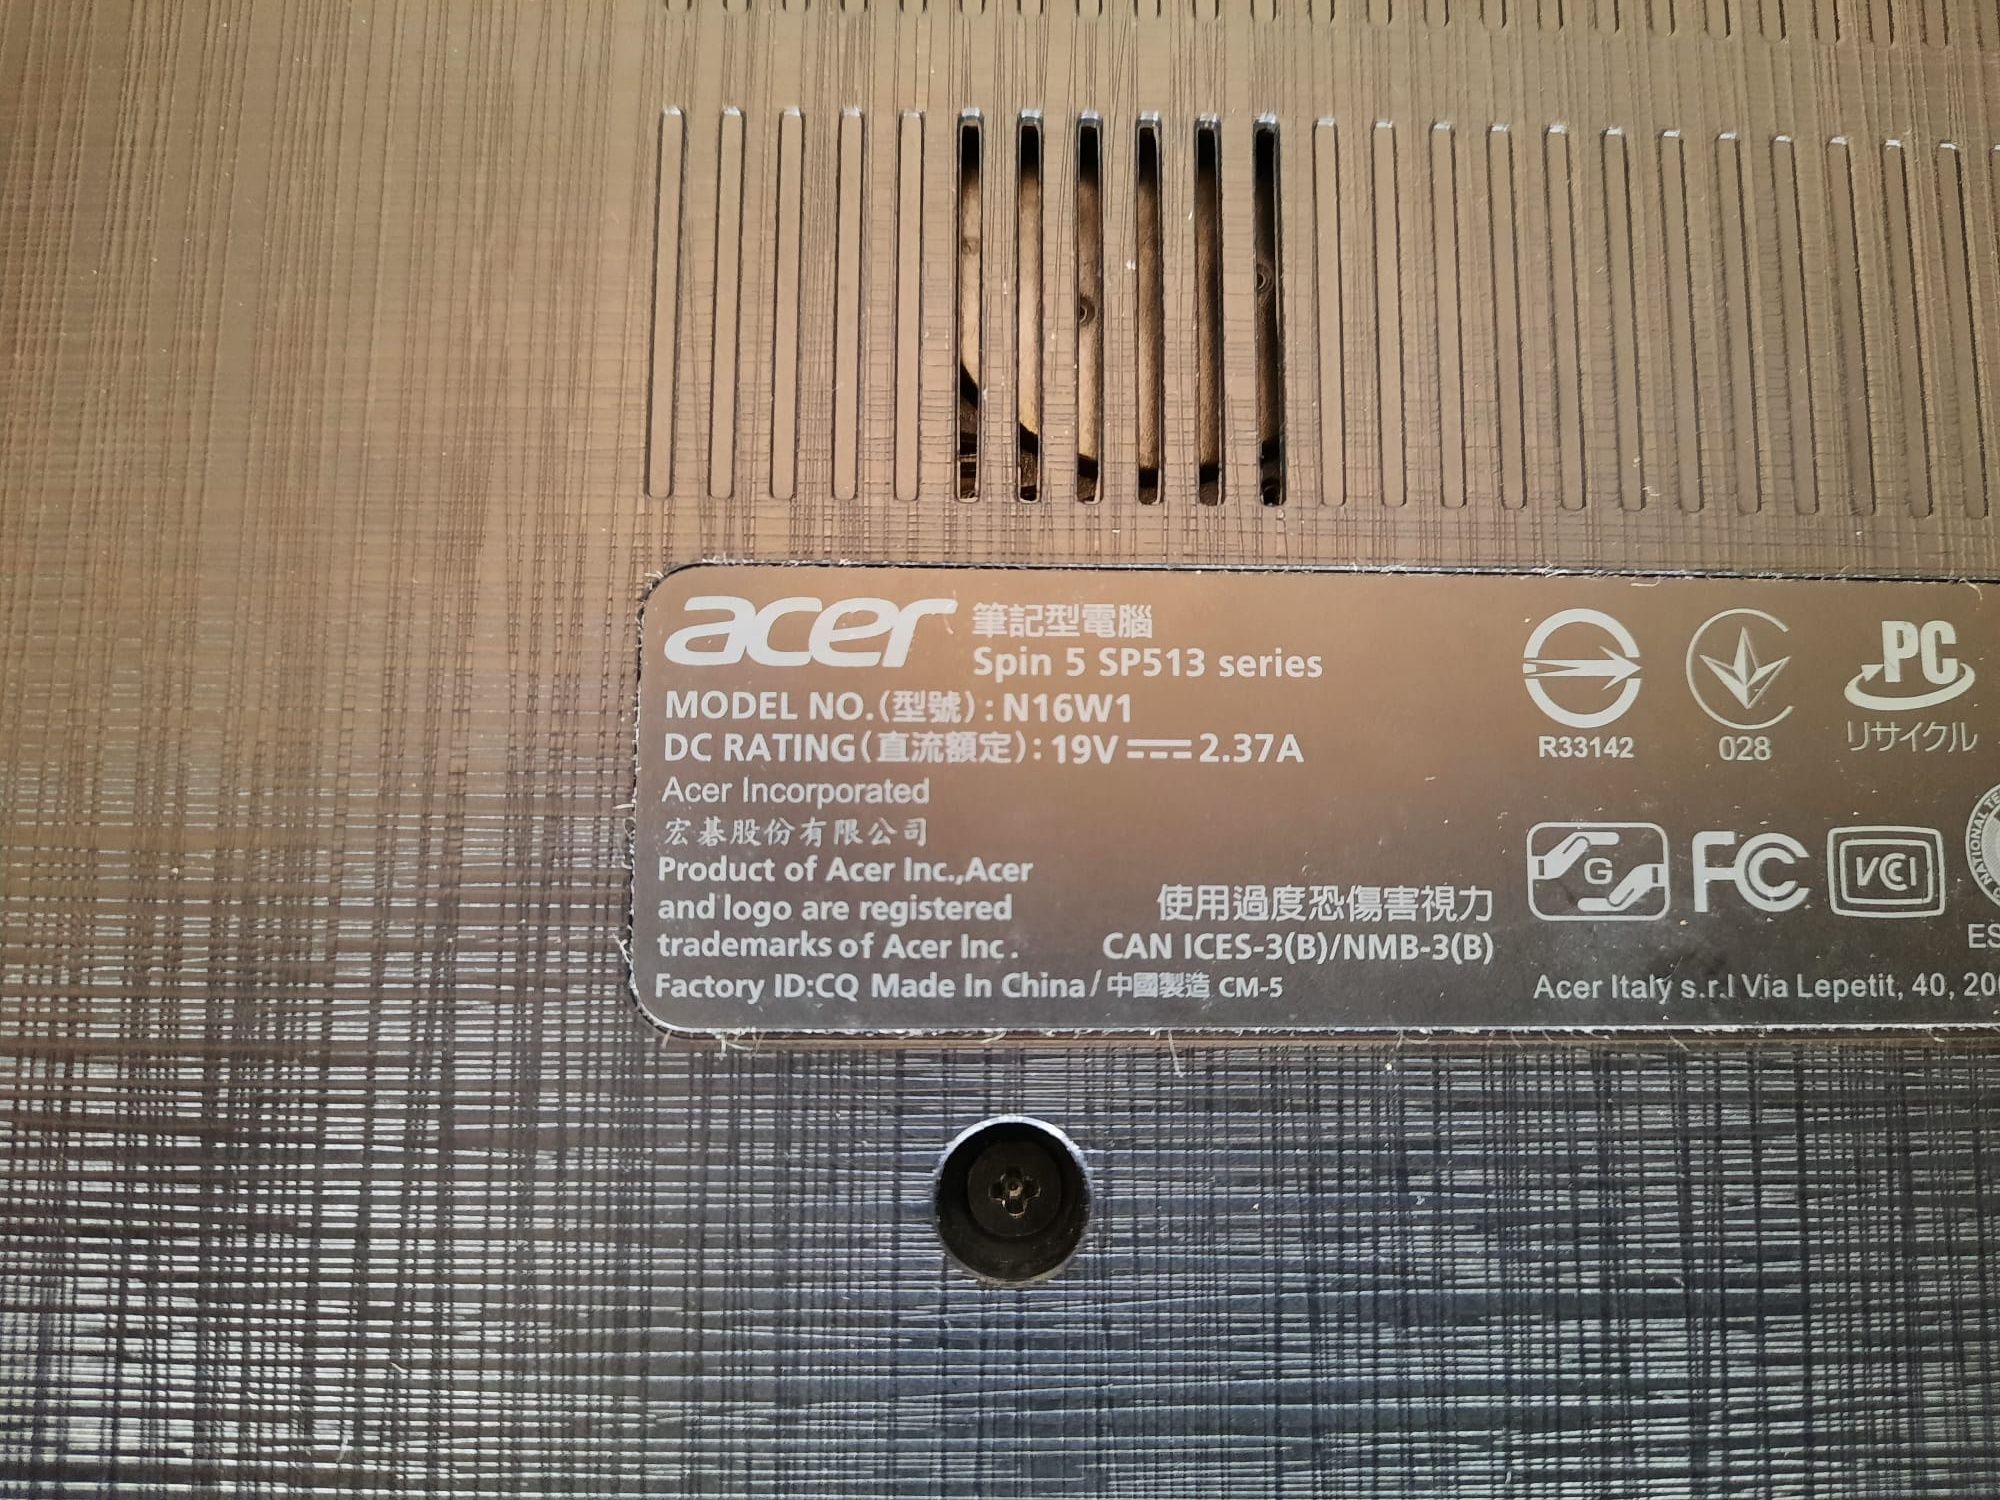 acer 筆記型電腦
Spin 5 SP513 series
MODEL NO.(型號):N16W1
DC RATING(直流額定):19V⎓2.37A
Acer Incorporated
宏碁股份有限公司
Product of Acer Inc.,Acer
and logo are registered
trademarks of Acer Inc.
使用過度恐傷害視力
CAN ICES-3(B)/NMB-3(B)
Factory ID:CQ Made In China/中國製造 CM-5
R33142
028
PC
リサイクル
G
FC
VCCI
ES
Acer Italy s.r.l Via Lepetit, 40, 20